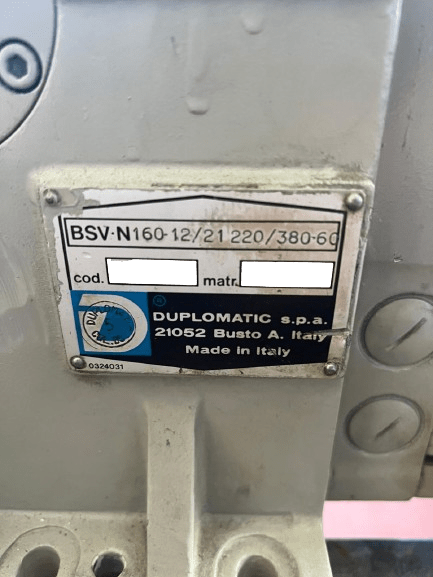 BSV-N160-12/21 220/380-60
cod. matr.
®
DUPLOMATIC s.p.a.
21052 Busto A. Italy
Made in Italy
0324031